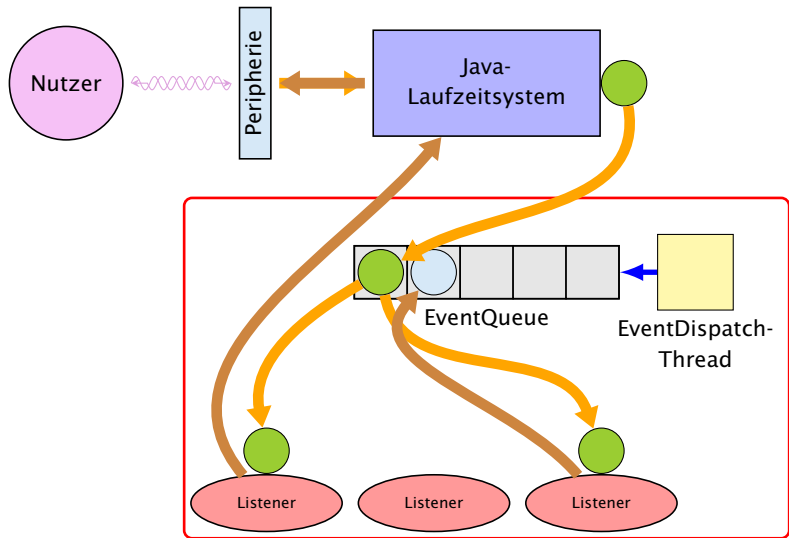 Nutzer
Peripherie
Java-
Laufzeitsystem
EventQueue
EventDispatch-
Thread
Listener
Listener
Listener